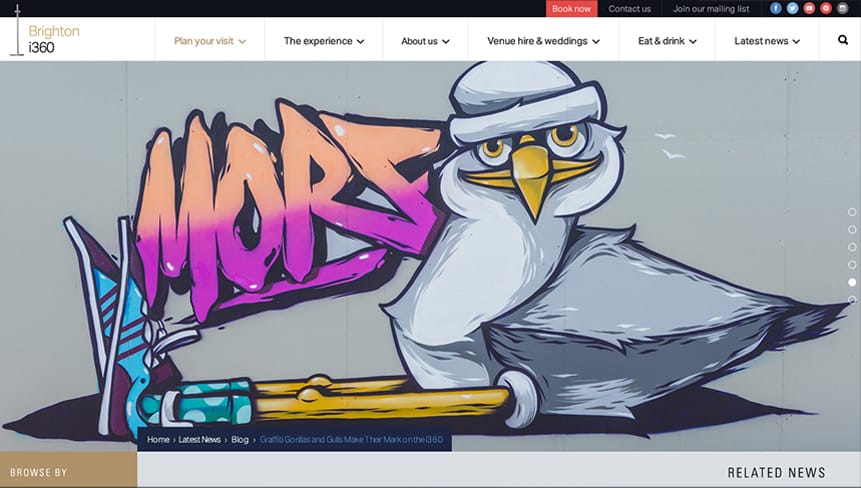 Book now
Contact us
Join our mailing list
Brighton
i360
Plan your visit
The experience
About us
Venue hire & weddings
Eat & drink
Latest news
MORS
Home › Latest News › Blog › Graffiti Gorillas and Gulls Make Their Mark on the i360
BROWSE BY
RELATED NEWS